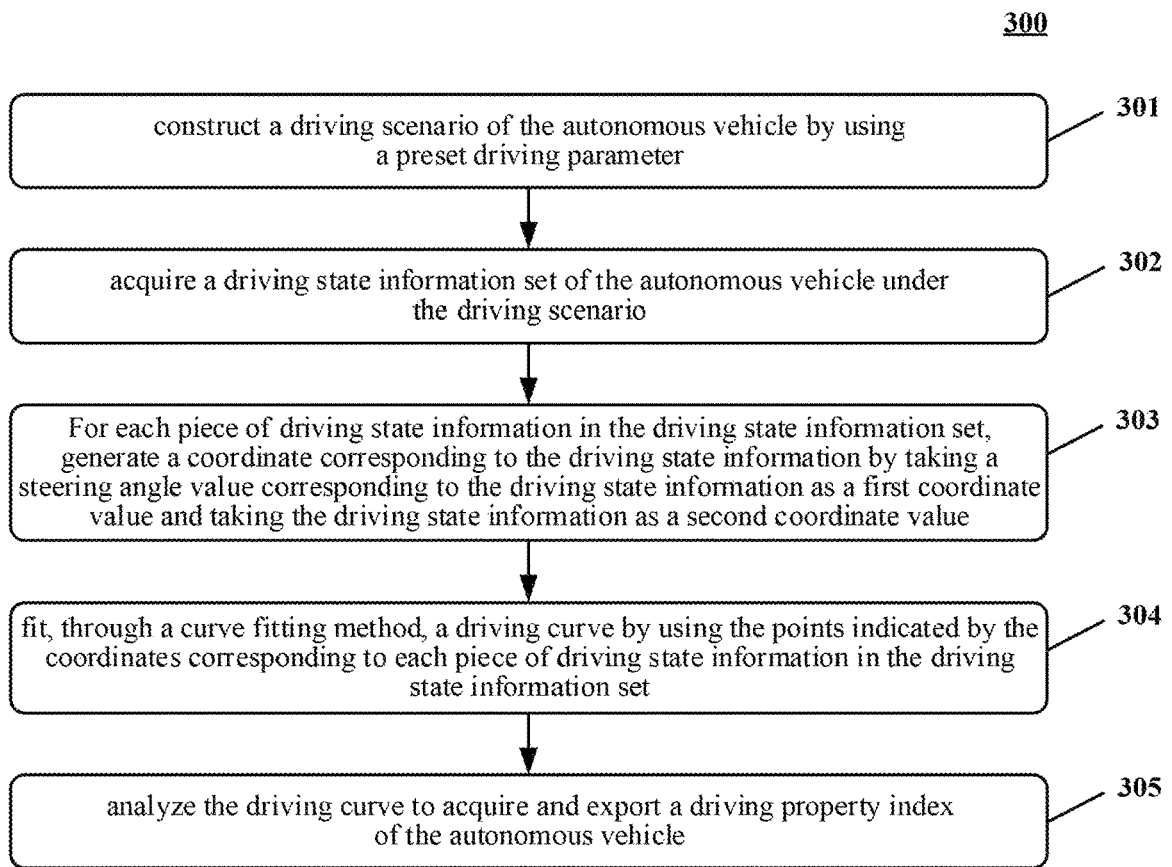 300
construct a driving scenario of the autonomous vehicle by using
a preset driving parameter
301
acquire a driving state information set of the autonomous vehicle under
the driving scenario
302
For each piece of driving state information in the driving state information set,
generate a coordinate corresponding to the driving state information by taking a
steering angle value corresponding to the driving state information as a first coordinate
value and taking the driving state information as a second coordinate value
303
fit, through a curve fitting method, a driving curve by using the points indicated by the
coordinates corresponding to each piece of driving state information in the driving
state information set
304
analyze the driving curve to acquire and export a driving property index
of the autonomous vehicle
305